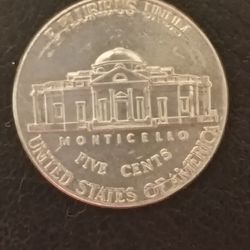 E PLURIBUS UNUM
MONTICELLO
FIVE CENTS
UNITED STATES OF AMERICA